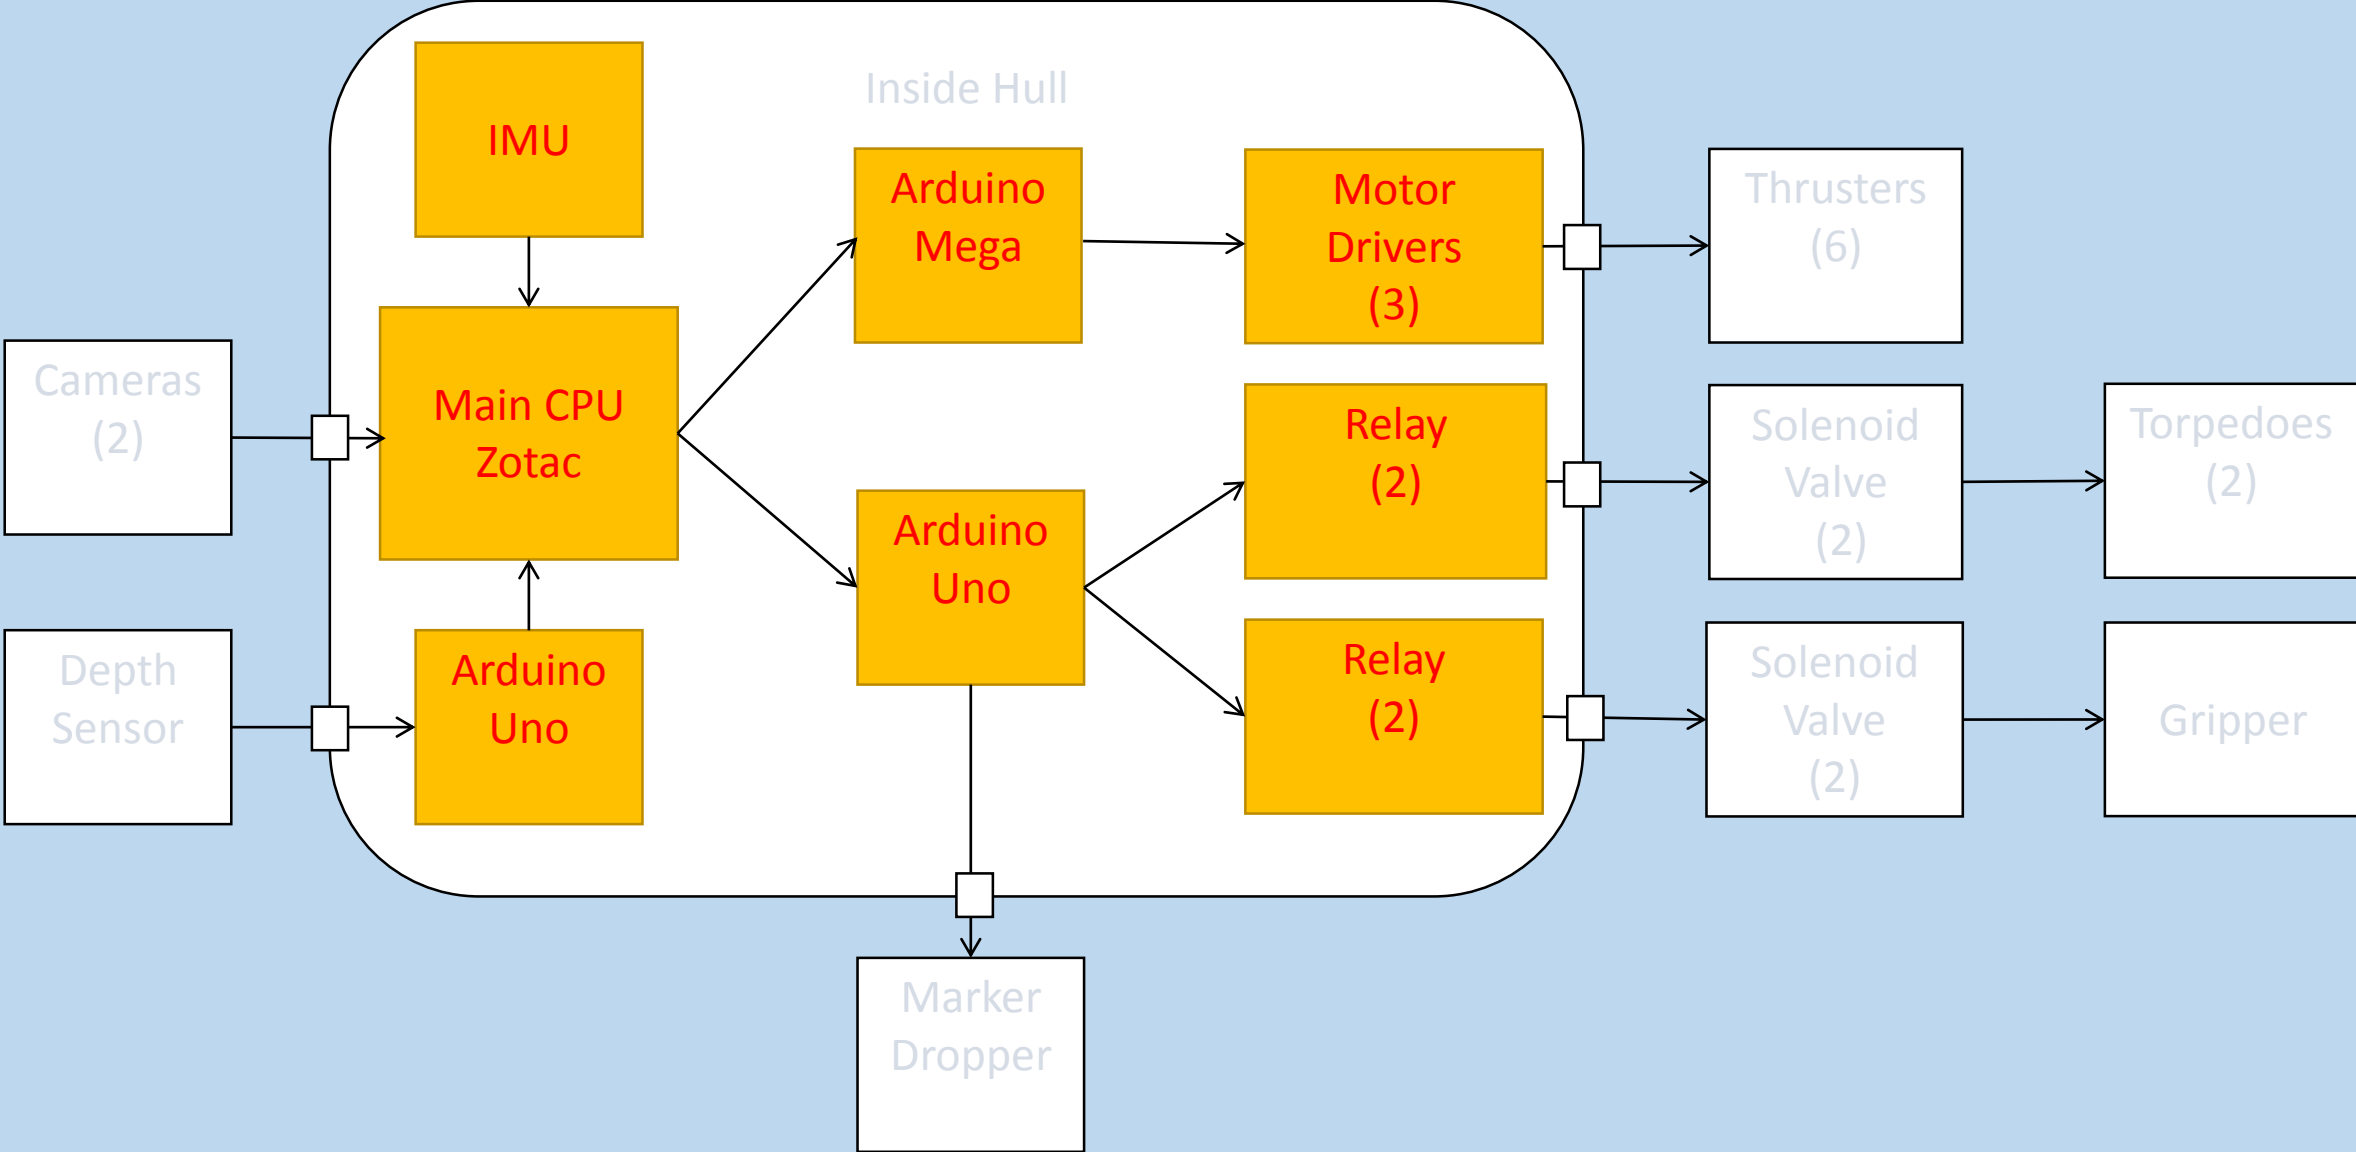 Inside Hull
IMU
Arduino
Mega
Motor
Drivers
(3)
Thrusters
(6)
Cameras
(2)
Main CPU
Zotac
Relay
(2)
Solenoid
Valve
(2)
Torpedoes
(2)
Arduino
Uno
Depth
Sensor
Arduino
Uno
Relay
(2)
Solenoid
Valve
(2)
Gripper
Marker
Dropper